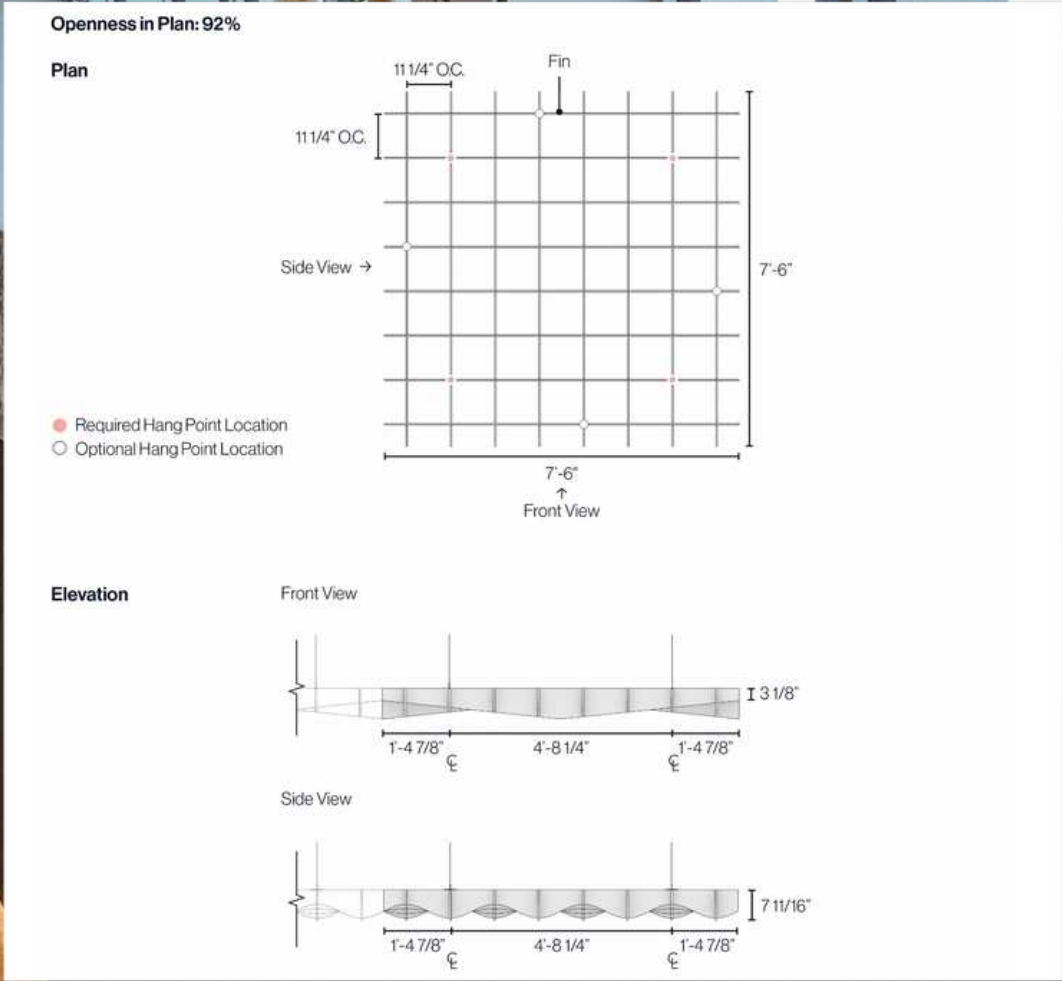 Openness in Plan: 92%
Plan
11 1/4" O.C.
Fin
11 1/4" O.C.
Side View →
7'-6"
Required Hang Point Location
Optional Hang Point Location
7'-6"
↑
Front View
Elevation
Front View
3 1/8"
1'-4 7/8"
4'-8 1/4"
1'-4 7/8"
℄
℄
Side View
7 11/16"
1'-4 7/8"
4'-8 1/4"
1'-4 7/8"
℄
℄